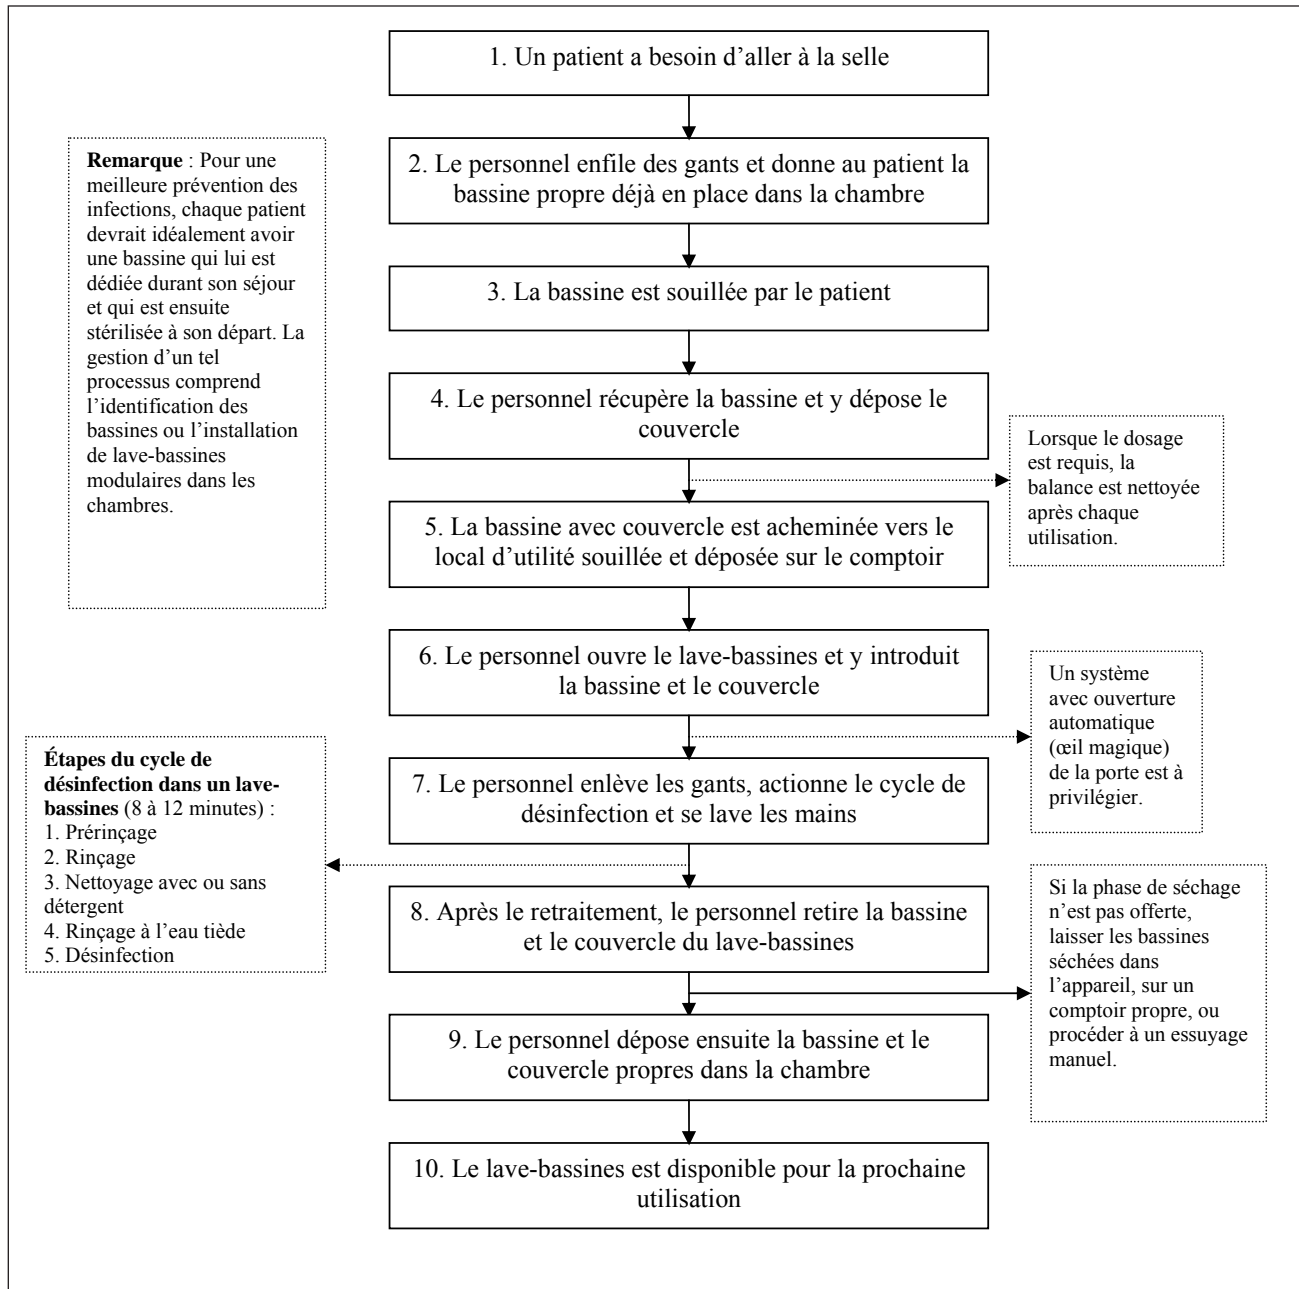 1. Un patient a besoin d’aller à la selle
Remarque : Pour une
meilleure prévention des
infections, chaque patient
devrait idéalement avoir
une bassine qui lui est
dédiée durant son séjour
et qui est ensuite
stérilisée à son départ. La
gestion d’un tel
processus comprend
l’identification des
bassines ou l’installation
de lave-bassines
modulaires dans les
chambres.
2. Le personnel enfile des gants et donne au patient la
bassine propre déjà en place dans la chambre
3. La bassine est souillée par le patient
4. Le personnel récupère la bassine et y dépose le
couvercle
Lorsque le dosage
est requis, la
balance est nettoyée
après chaque
utilisation.
5. La bassine avec couvercle est acheminée vers le
local d’utilité souillée et déposée sur le comptoir
6. Le personnel ouvre le lave-bassines et y introduit
la bassine et le couvercle
Un système
avec ouverture
automatique
(œil magique)
de la porte est à
privilégier.
7. Le personnel enlève les gants, actionne le cycle de
désinfection et se lave les mains
Étapes du cycle de
désinfection dans un lave-
bassines (8 à 12 minutes) :
1. Prérinçage
2. Rinçage
3. Nettoyage avec ou sans
détergent
4. Rinçage à l’eau tiède
5. Désinfection
8. Après le retraitement, le personnel retire la bassine
et le couvercle du lave-bassines
Si la phase de séchage
n’est pas offerte,
laisser les bassines
séchées dans
l’appareil, sur un
comptoir propre, ou
procéder à un essuyage
manuel.
9. Le personnel dépose ensuite la bassine et le
couvercle propres dans la chambre
10. Le lave-bassines est disponible pour la prochaine
utilisation